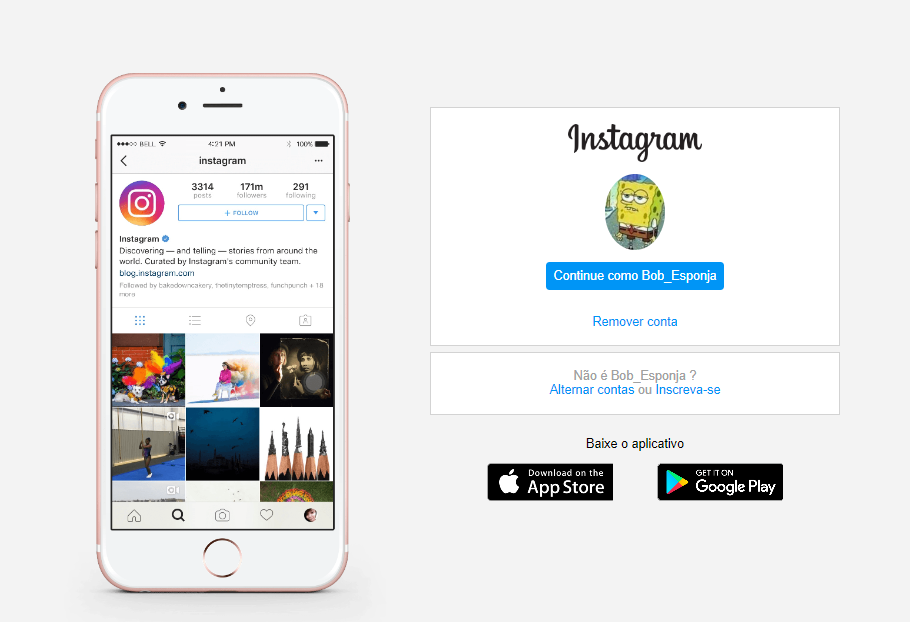 BELL 4:21 PM 100%
instagram
3314 171m 291
posts followers following
+ FOLLOW
Instagram
Discovering — and telling — stories from around the
world. Curated by Instagram's community team.
blog.instagram.com
Followed by bakedowncakery, thetinytemptress, funchpunch + 18
more
Instagram
Continue como Bob_Esponja
Remover conta
Não é Bob_Esponja ?
Alternar contas ou Inscreva-se
Baixe o aplicativo
Download on the
App Store
GET IT ON
Google Play